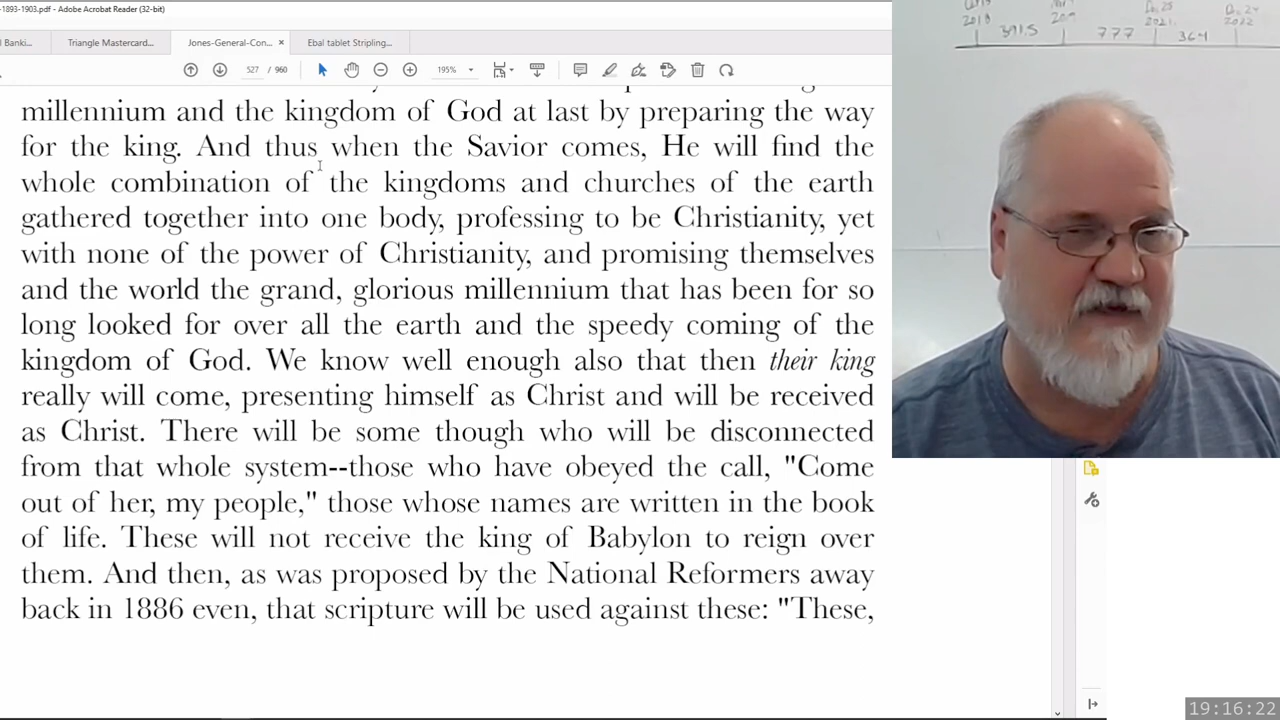 -1893-1903.pdf - Adobe Acrobat Reader (32-bit)
l Banki...
Triangle Mastercard...
Jones-General-Con...
Ebal tablet Stripling...
527 / 960
195%
millennium and the kingdom of God at last by preparing the way
for the king. And thus when the Savior comes, He will find the
whole combination of the kingdoms and churches of the earth
gathered together into one body, professing to be Christianity, yet
with none of the power of Christianity, and promising themselves
and the world the grand, glorious millennium that has been for so
long looked for over all the earth and the speedy coming of the
kingdom of God. We know well enough also that then their king
really will come, presenting himself as Christ and will be received
as Christ. There will be some though who will be disconnected
from that whole system--those who have obeyed the call, "Come
out of her, my people," those whose names are written in the book
of life. These will not receive the king of Babylon to reign over
them. And then, as was proposed by the National Reformers away
back in 1886 even, that scripture will be used against these: "These,
2018
2021
2022
391.5
777
364
19:16:22